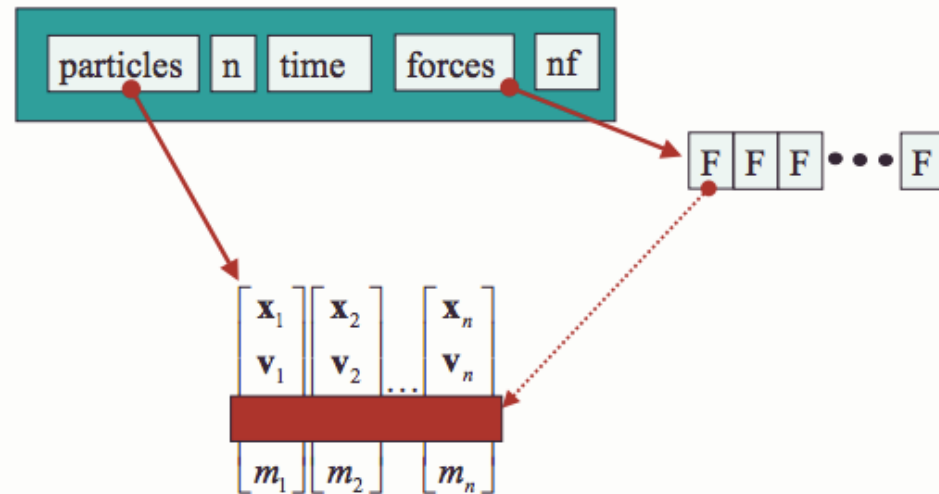 particles n time forces nf
F F F ••• F
x₁ x₂ xₙ
v₁ v₂ … vₙ
m₁ m₂ mₙ